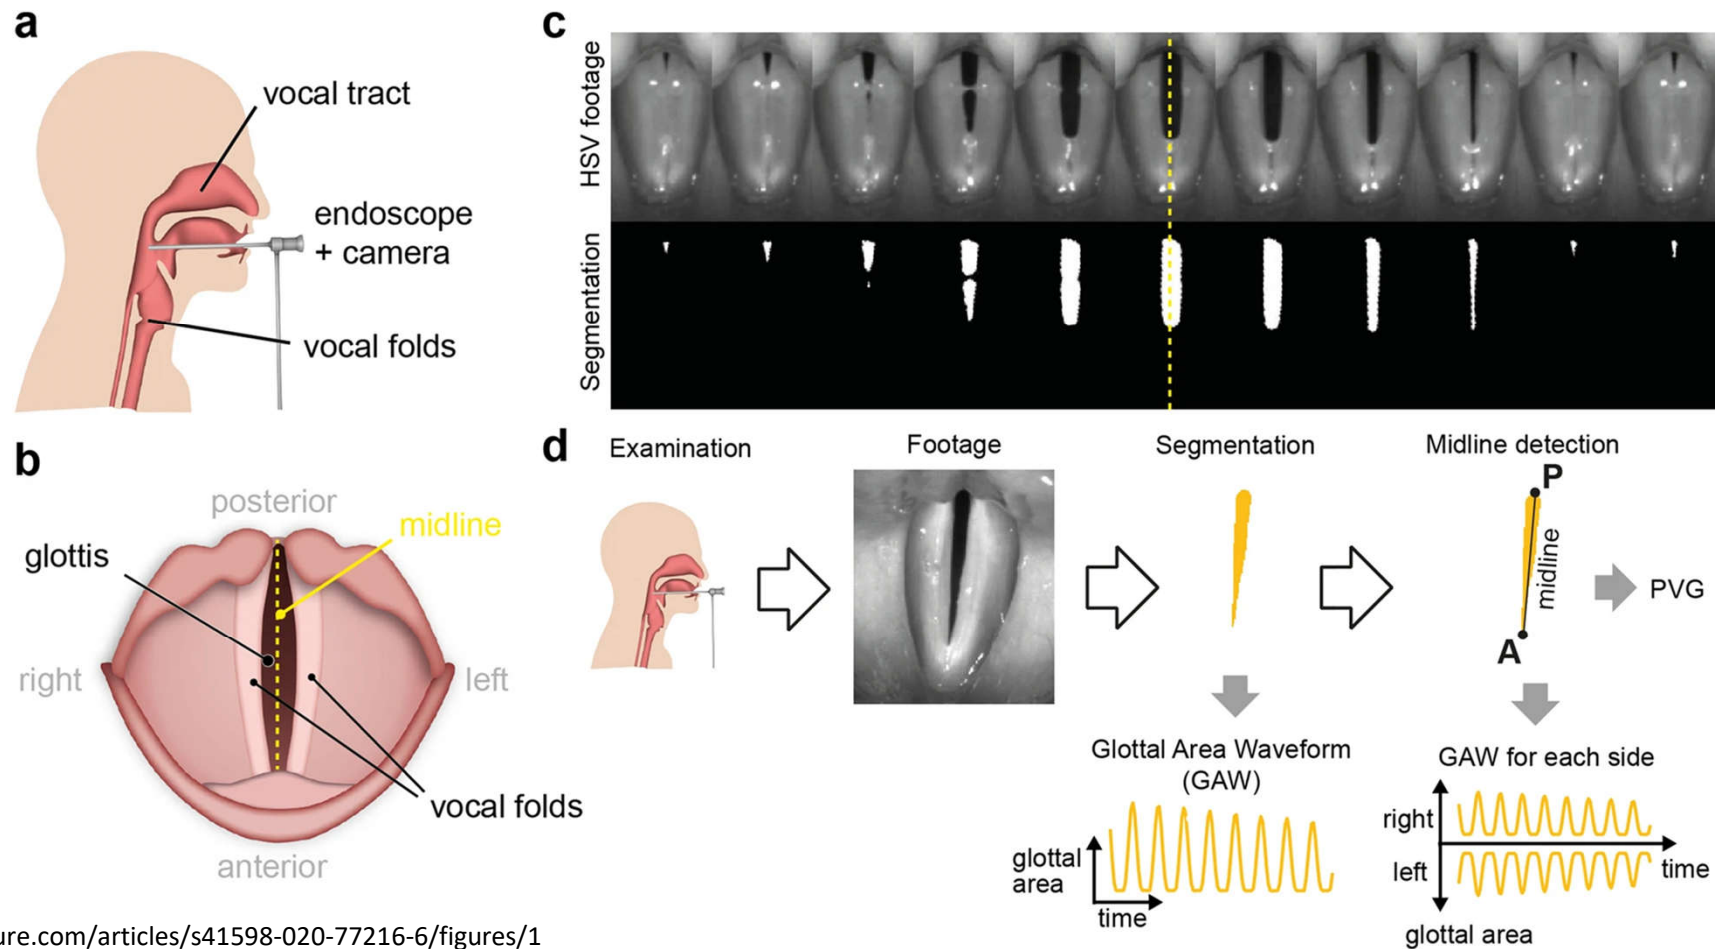 a
vocal tract
endoscope
+ camera
vocal folds
b
posterior
midline
glottis
right
left
vocal folds
anterior
c
HSV footage
Segmentation
d
Examination
Footage
Segmentation
Midline detection
P
midline
A
PVG
Glottal Area Waveform
(GAW)
glottal
area
time
GAW for each side
right
left
time
glottal area
ure.com/articles/s41598-020-77216-6/figures/1